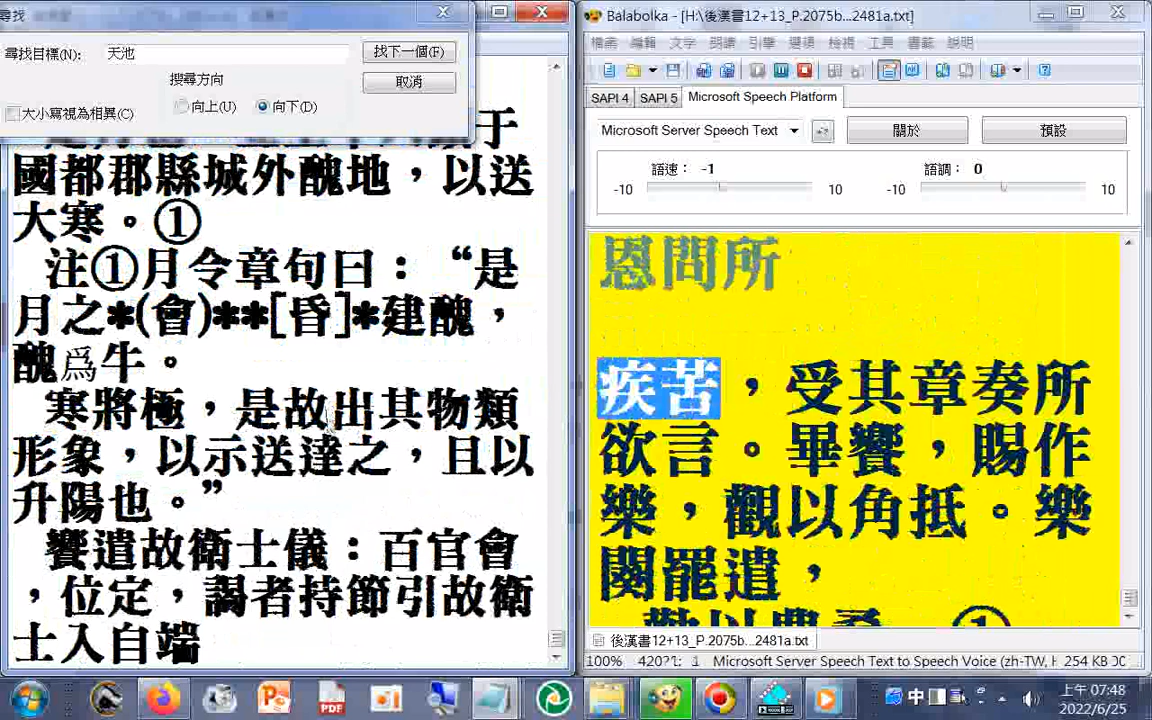 尋找
尋找目標(N):
天池
找下一個(F)
搜尋方向
取消
大小寫視為相異(C)
向上(U)
向下(D)
于
國都郡縣城外醜地，以送
大寒。①
注①月令章句曰：“是
月之*(會)**[昏]*建醜，
醜爲牛。
寒將極，是故出其物類
形象，以示送達之，且以
升陽也。”
饗遣故衛士儀：百官會
，位定，謁者持節引故衛
士入自端
Balabolka - [H:\後漢書12+13_P.2075b...2481a.txt]
檔案 編輯 文字 朗讀 引擎 選項 檢視 工具 書籤 說明
SAPI 4
SAPI 5
Microsoft Speech Platform
Microsoft Server Speech Text
關於
預設
語速： -1
語調： 0
-10
10
-10
10
恩問所
疾苦，受其章奏所
欲言。畢饗，賜作
樂，觀以角抵。樂
闋罷遣，
勸以農桑。①
後漢書12+13_P.2075b...2481a.txt
100%
Microsoft Server Speech Text to Speech Voice (zh-TW, H
254 KB
中
上午 07:48
2022/6/25